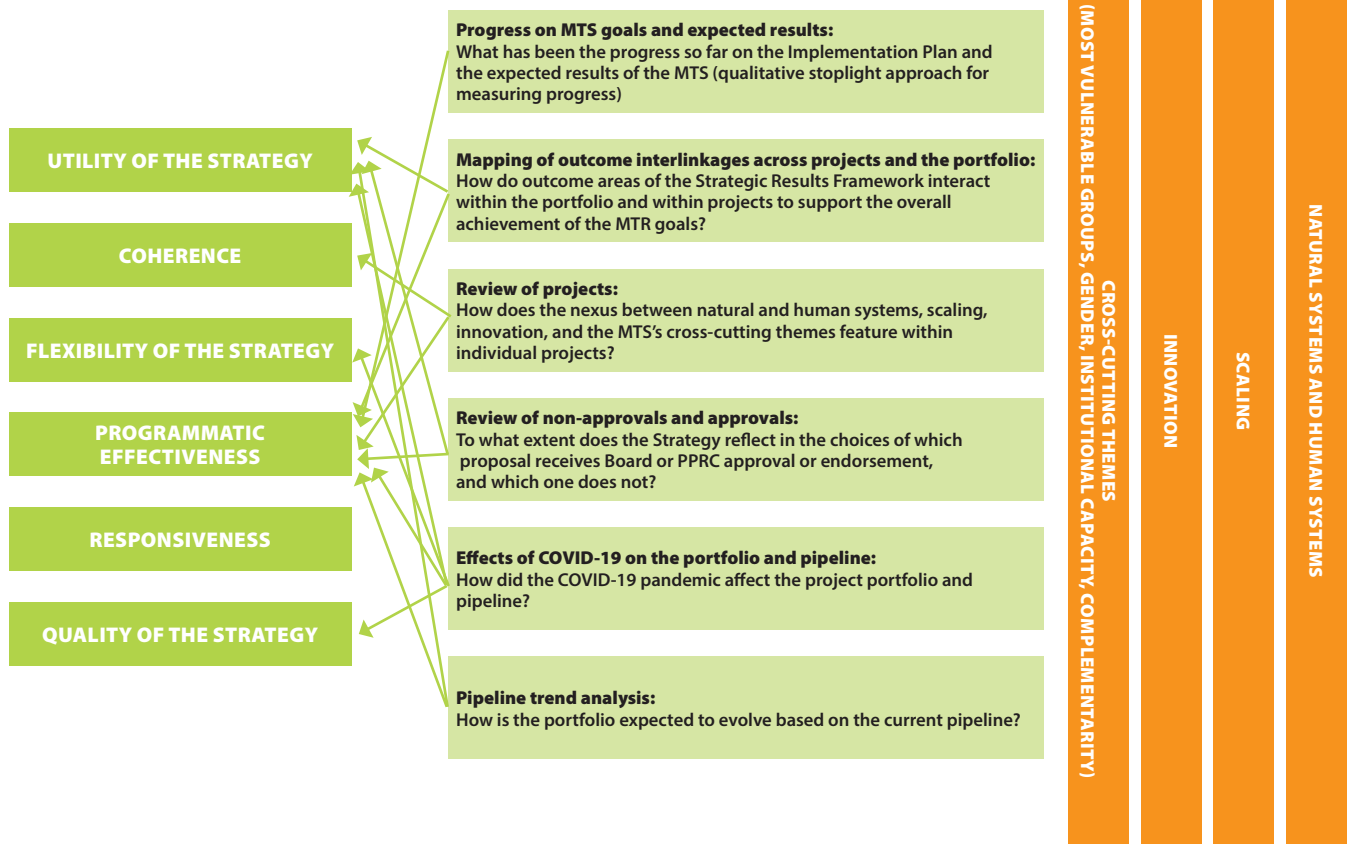 UTILITY OF THE STRATEGY
COHERENCE
FLEXIBILITY OF THE STRATEGY
PROGRAMMATIC
EFFECTIVENESS
RESPONSIVENESS
QUALITY OF THE STRATEGY
Progress on MTS goals and expected results:
What has been the progress so far on the Implementation Plan and
the expected results of the MTS (qualitative stoplight approach for
measuring progress)
Mapping of outcome interlinkages across projects and the portfolio:
How do outcome areas of the Strategic Results Framework interact
within the portfolio and within projects to support the overall
achievement of the MTR goals?
Review of projects:
How does the nexus between natural and human systems, scaling,
innovation, and the MTS's cross-cutting themes feature within
individual projects?
Review of non-approvals and approvals:
To what extent does the Strategy reflect in the choices of which
proposal receives Board or PPRC approval or endorsement,
and which one does not?
Effects of COVID-19 on the portfolio and pipeline:
How did the COVID-19 pandemic affect the project portfolio and
pipeline?
Pipeline trend analysis:
How is the portfolio expected to evolve based on the current pipeline?
CROSS-CUTTING THEMES
(MOST VULNERABLE GROUPS, GENDER, INSTITUTIONAL CAPACITY, COMPLEMENTARITY)
INNOVATION
SCALING
NATURAL SYSTEMS AND HUMAN SYSTEMS